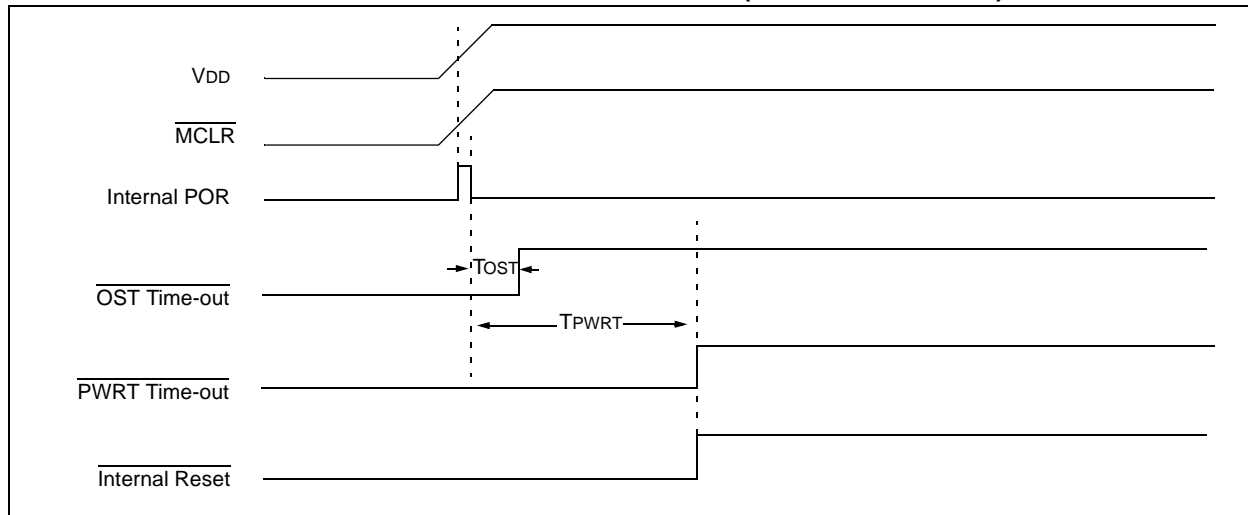 VDD
MCLR
Internal POR
TOST
OST Time-out
TPWRT
PWRT Time-out
Internal Reset